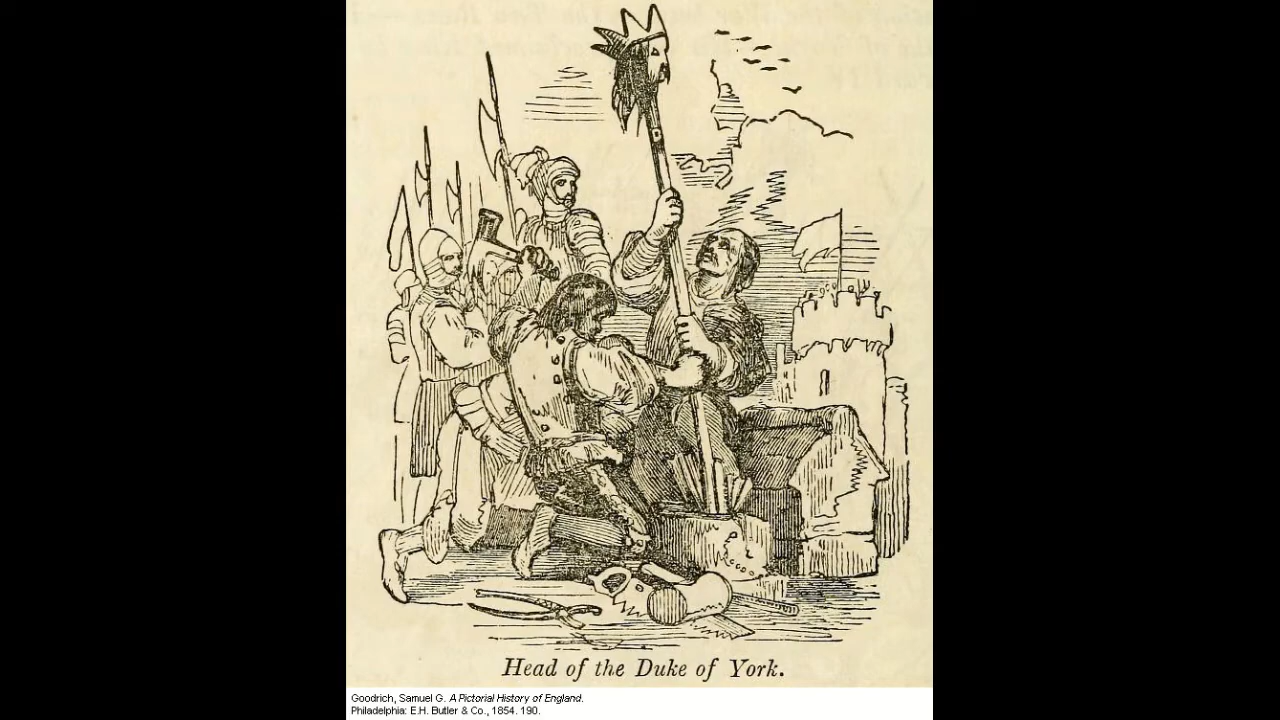 Head of the Duke of York.
Goodrich, Samuel G. A Pictorial History of England.
Philadelphia: E.H. Butler & Co., 1854. 190.